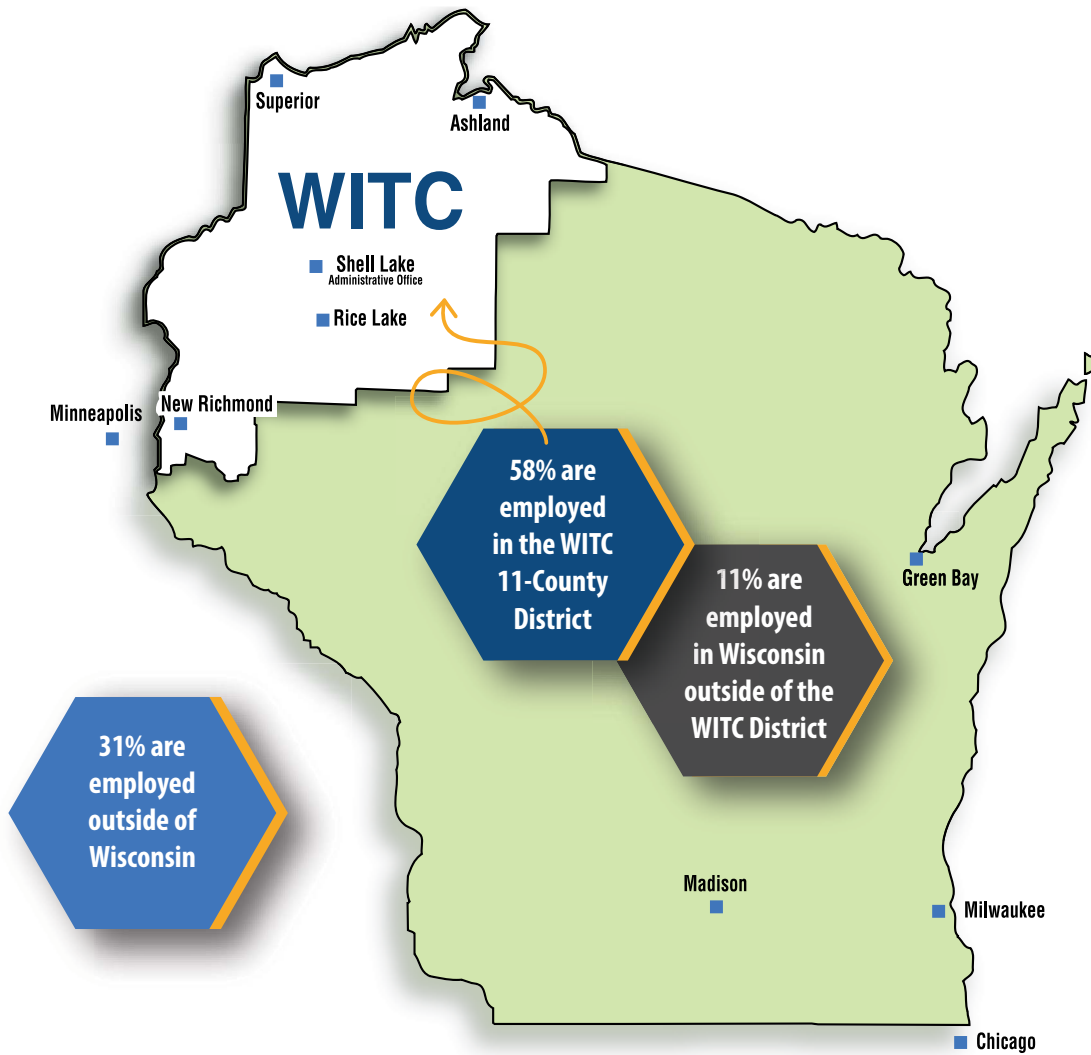 Superior
Ashland
WITC
Shell Lake
Administrative Office
Rice Lake
Minneapolis
New Richmond
58% are
employed
in the WITC
11-County
District
11% are
employed
in Wisconsin
outside of the
WITC District
Green Bay
31% are
employed
outside of
Wisconsin
Madison
Milwaukee
Chicago